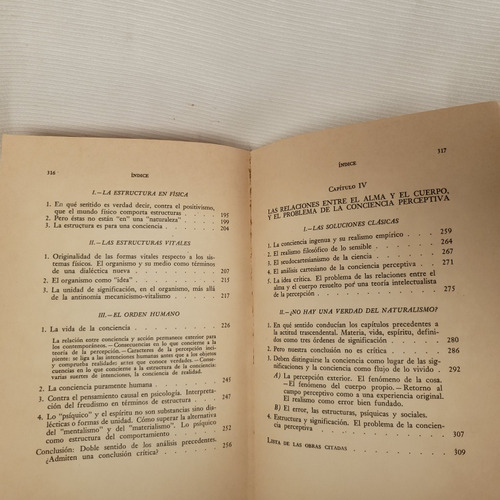 316
ÍNDICE
I.—LA ESTRUCTURA EN FÍSICA
1. En qué sentido es verdad decir, contra el positivismo,
que el mundo físico comporta estructuras 195
2. Pero éstas no están "en" una "naturaleza" 199
3. La estructura es para una conciencia 204
II.—LAS ESTRUCTURAS VITALES
1. Originalidad de las formas vitales respecto a los sis-
temas físicos. El organismo y su medio como términos
de una dialéctica nueva 207
2. El organismo como "idea" 215
3. La unidad de significación, en el organismo, más allá
de la antinomia mecanicismo-vitalismo 217
III.—EL ORDEN HUMANO
1. La vida de la conciencia 226
La relación entre conciencia y acción permanece exterior para
los contemporáneos.—Consecuencias en lo que concierne a la
teoría de la percepción.—Caracteres de la percepción inci-
piente: se liga a las intenciones humanas antes que a los objetos
y comprueba realidades antes que conoce verdades.—Conse-
cuencias en lo que concierne a la estructura de la conciencia:
varias suertes de intenciones, la conciencia de realidad.
2. La conciencia puramente humana 245
3. Contra el pensamiento causal en psicología. Interpreta-
ción del freudismo en términos de estructura 247
4. Lo "psíquico" y el espíritu no son substancias sino dia-
lécticas o formas de unidad. Cómo superar la alternativa
del "mentalismo" y del "materialismo". Lo psíquico
como estructura del comportamiento 252
Conclusión: Doble sentido de los análisis precedentes.
¿Admiten una conclusión crítica? 256
317
ÍNDICE
CAPÍTULO IV
LAS RELACIONES ENTRE EL ALMA Y EL CUERPO,
Y EL PROBLEMA DE LA CONCIENCIA PERCEPTIVA
I.—LAS SOLUCIONES CLÁSICAS
1. La conciencia ingenua y su realismo empírico 259
2. El realismo filosófico de lo sensible 264
3. El seudocartesianismo de la ciencia 267
4. El análisis cartesiano de la conciencia perceptiva 271
5. La idea crítica. El problema de las relaciones entre el
alma y el cuerpo resuelto por una teoría intelectualista
de la percepción 275
II.—¿NO HAY UNA VERDAD DEL NATURALISMO?
1. En qué sentido conducen los capítulos precedentes a
la actitud trascendental. Materia, vida, espíritu, defini-
dos como tres órdenes de significación 280
2. Pero nuestra conclusión no es crítica 286
3. Deben distinguirse la conciencia como lugar de las sig-
nificaciones y la conciencia como flujo de lo vivido 292
A) La percepción exterior. El fenómeno de la cosa.
—El fenómeno del cuerpo propio.—Retorno al
campo perceptivo como a una experiencia original.
El realismo como error bien fundado.
B) El error, las estructuras, psíquicas y sociales.
4. Estructura y significación. El problema de la conciencia
perceptiva 307
LISTA DE LAS OBRAS CITADAS 309